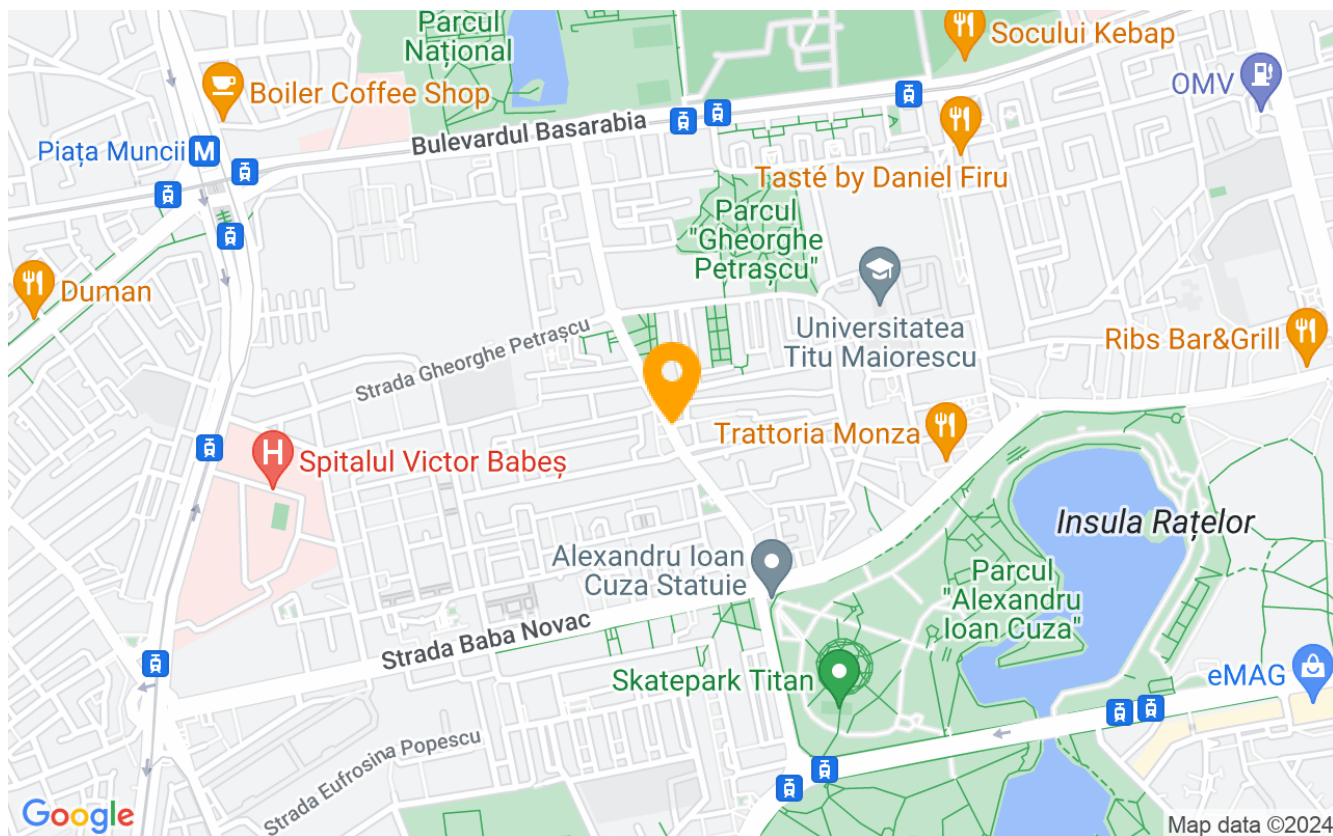 Parcul
Național
Socului Kebap
OMV
Boiler Coffee Shop
Bulevardul Basarabia
Piața Muncii M
Tasté by Daniel Firu
Parcul
"Gheorghe
Petrașcu"
Duman
Universitatea
Titu Maiorescu
Ribs Bar&Grill
Strada Gheorghe Petrașcu
Trattoria Monza
H
Spitalul Victor Babeș
Insula Rațelor
Alexandru Ioan
Cuza Statuie
Parcul
"Alexandru
Ioan Cuza"
Strada Baba Novac
Skatepark Titan
eMAG
Strada Eufrosina Popescu
Google
Map data ©2024